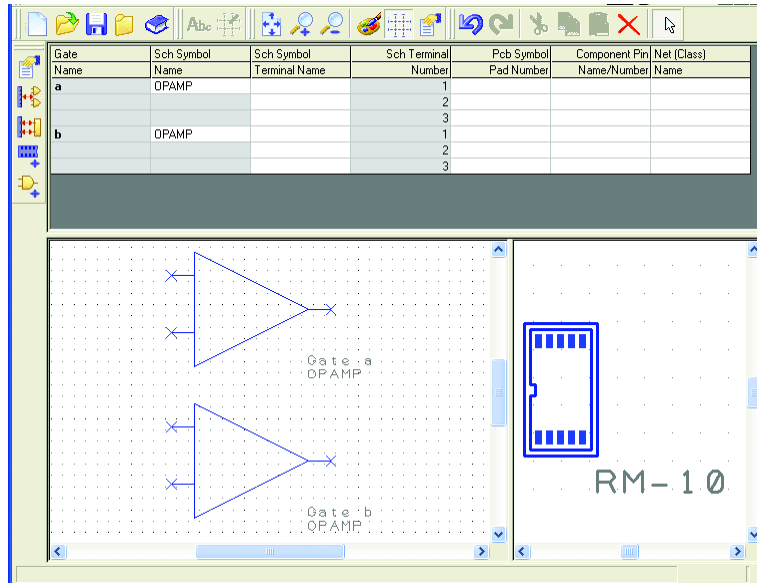 Abc
Gate Sch Symbol Sch Symbol Sch Terminal Pcb Symbol Component Pin Net (Class)
Name Name Terminal Name Number Pad Number Name/Number Name
a OPAMP 1
2
3
b OPAMP 1
2
3
Gate a
OPAMP
Gate b
OPAMP
RM-10